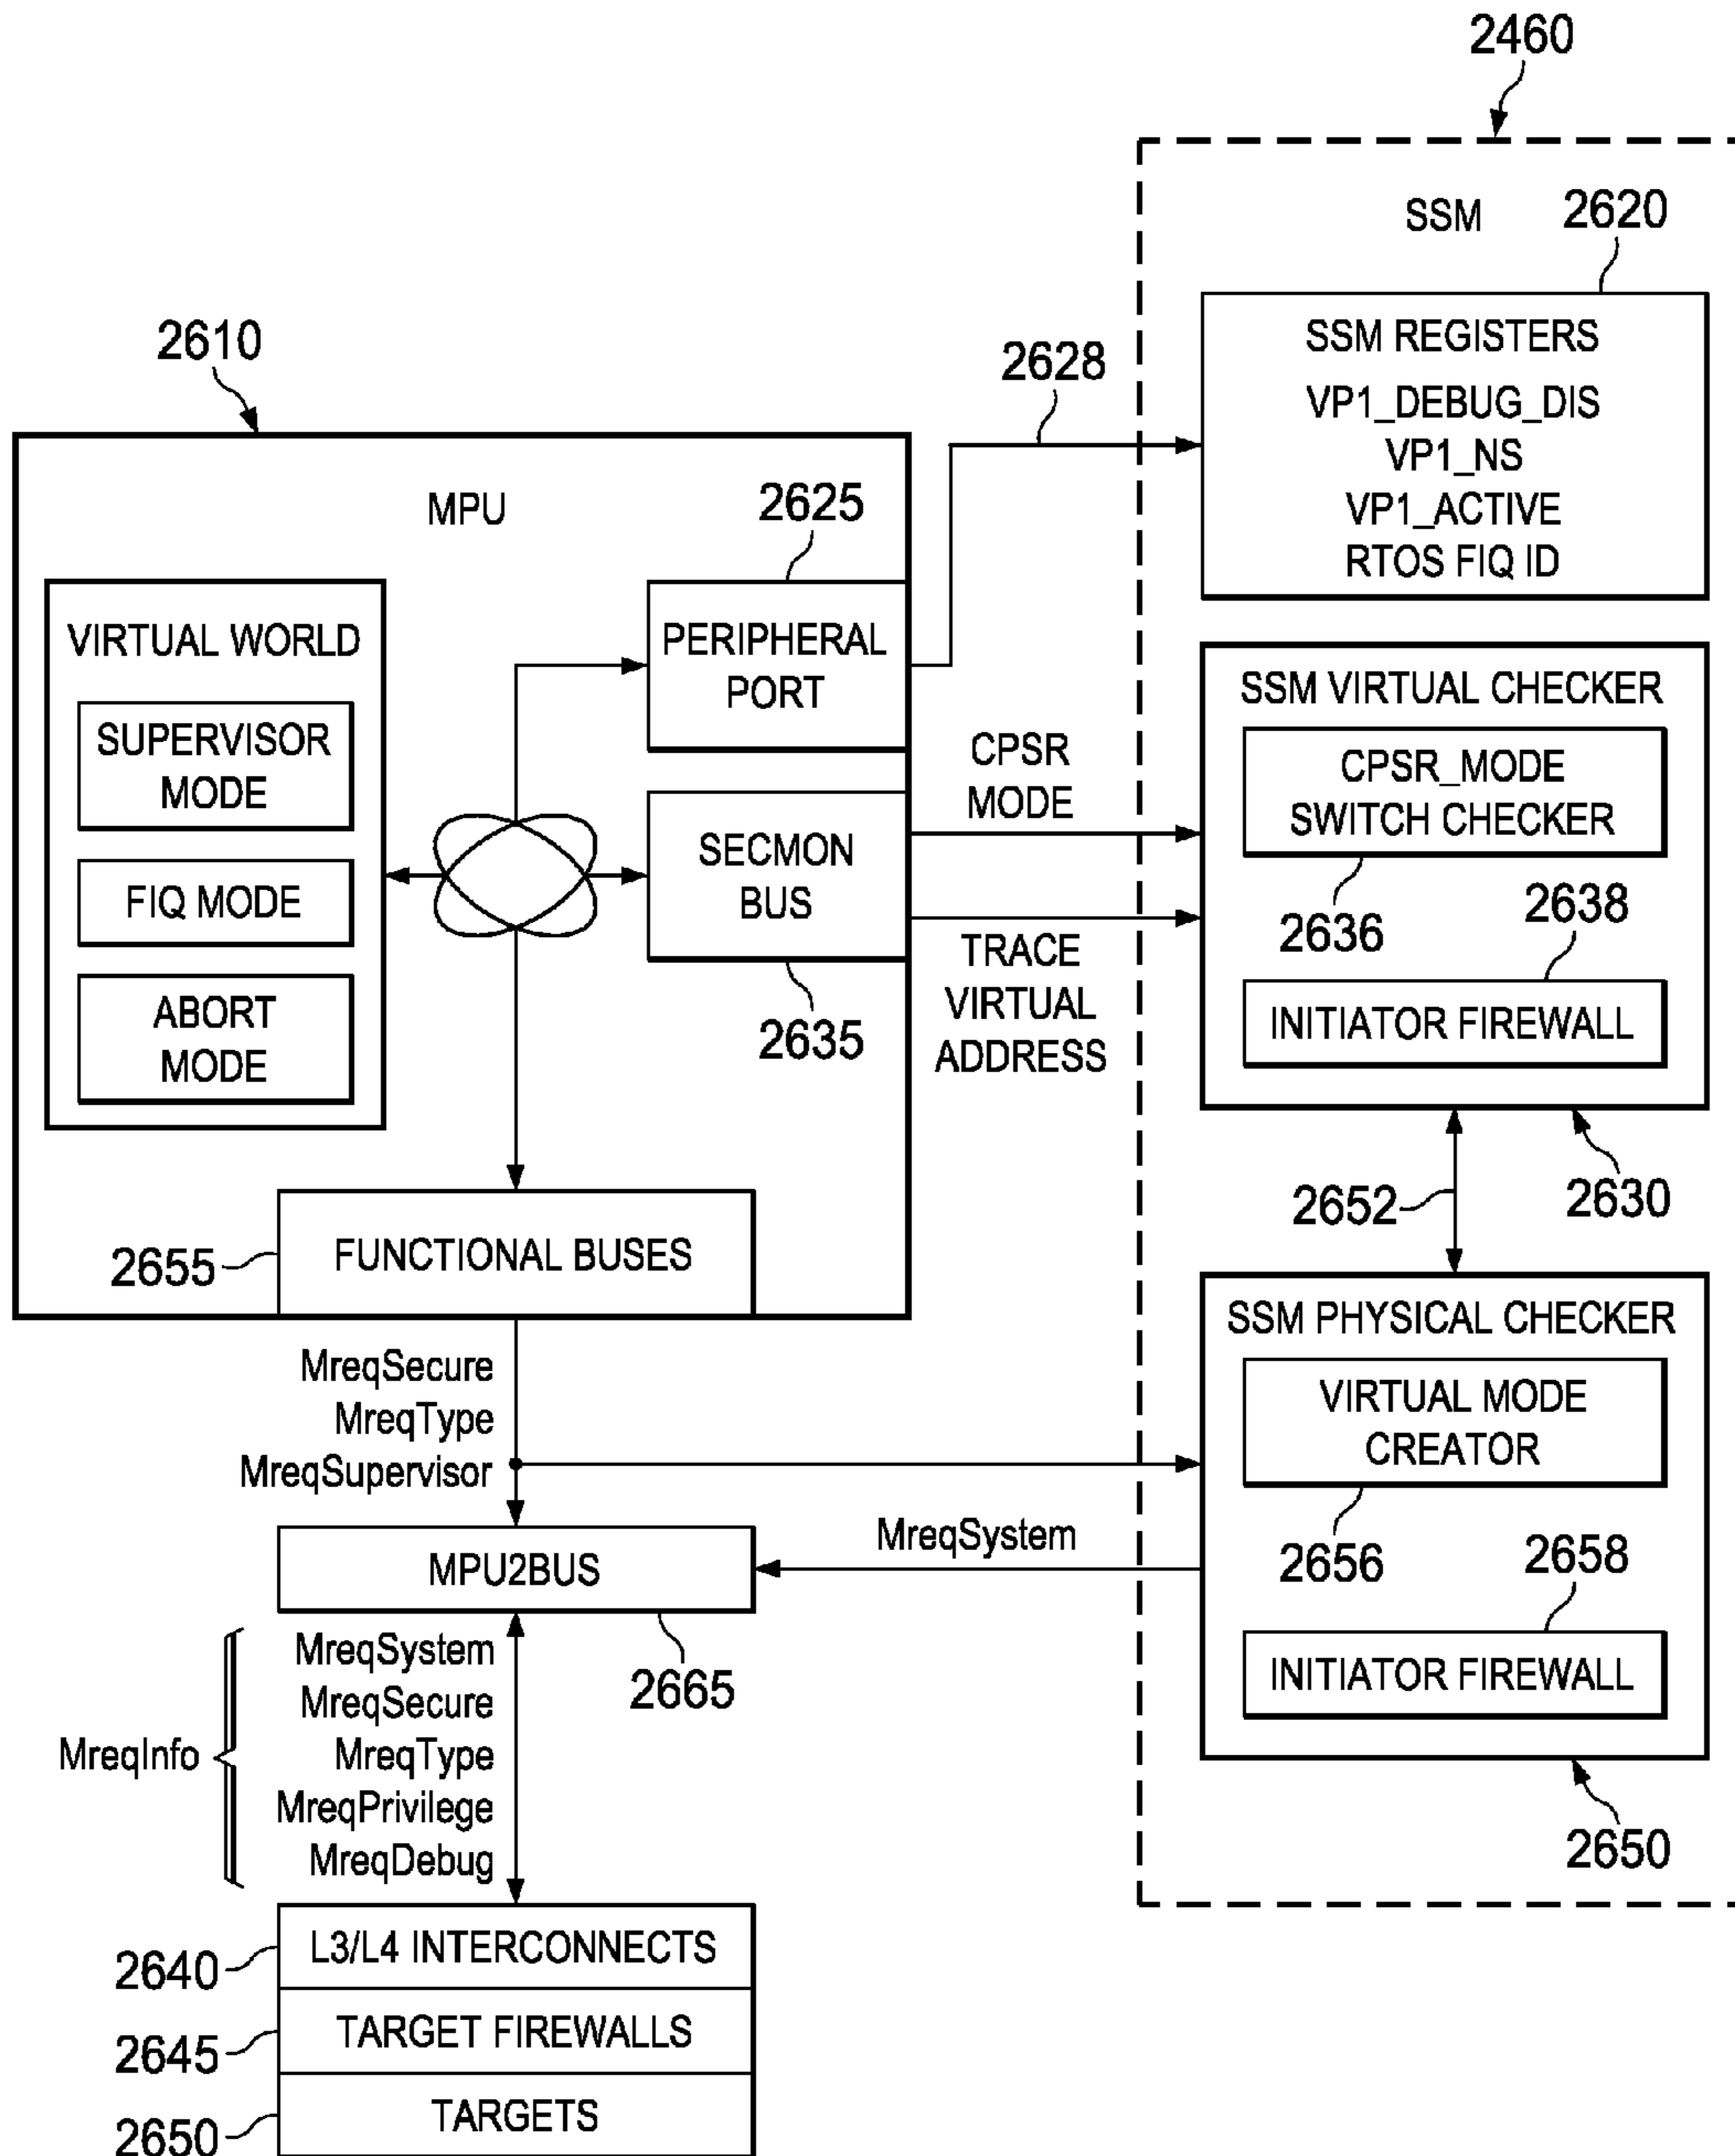 2460
SSM
2620
SSM REGISTERS
VP1_DEBUG_DIS
VP1_NS
VP1_ACTIVE
RTOS FIQ ID
2610
2628
MPU
2625
VIRTUAL WORLD
SUPERVISOR
MODE
FIQ MODE
ABORT
MODE
PERIPHERAL
PORT
SECMON
BUS
2635
CPSR
MODE
TRACE
VIRTUAL
ADDRESS
SSM VIRTUAL CHECKER
CPSR_MODE
SWITCH CHECKER
2636
2638
INITIATOR FIREWALL
2652
2630
2655
FUNCTIONAL BUSES
SSM PHYSICAL CHECKER
VIRTUAL MODE
CREATOR
2656
2658
INITIATOR FIREWALL
2650
MreqSecure
MreqType
MreqSupervisor
MreqSystem
MPU2BUS
2665
MreqInfo
MreqSystem
MreqSecure
MreqType
MreqPrivilege
MreqDebug
2640
L3/L4 INTERCONNECTS
2645
TARGET FIREWALLS
2650
TARGETS